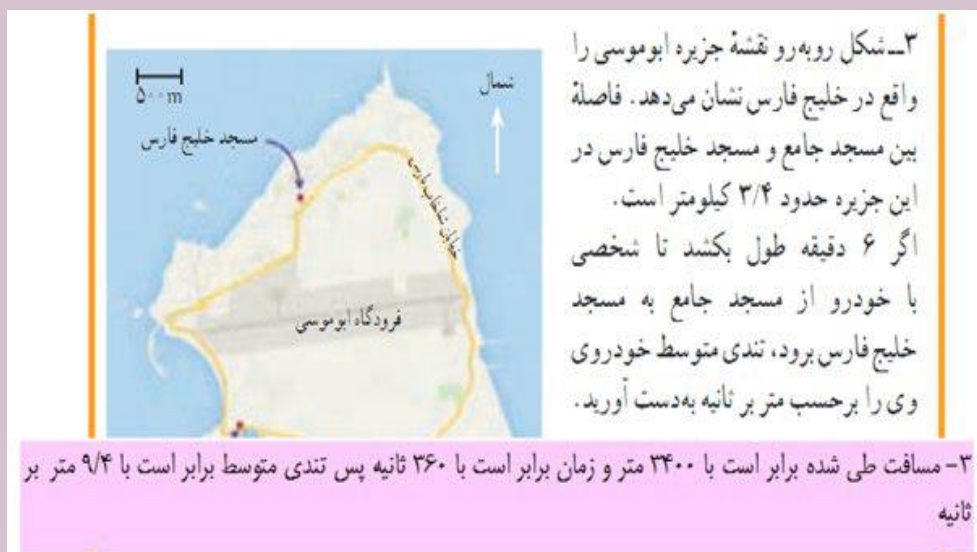 ۳ــ شکل روبه‌رو نقشهٔ جزیره ابوموسی را
واقع در خلیج فارس نشان می‌دهد. فاصلهٔ
بین مسجد جامع و مسجد خلیج فارس در
این جزیره حدود ۳/۴ کیلومتر است.
اگر ۶ دقیقه طول بکشد تا شخصی
با خودرو از مسجد جامع به مسجد
خلیج فارس برود، تندی متوسط خودروی
وی را برحسب متر بر ثانیه به‌دست آورید.
۵۰۰ m
شمال
مسجد خلیج فارس
خیابان خلیج فارس
فرودگاه ابوموسی
۳- مسافت طی شده برابر است با ۳۴۰۰ متر و زمان برابر است با ۳۶۰ ثانیه پس تندی متوسط برابر است با ۹/۴ متر بر
ثانیه